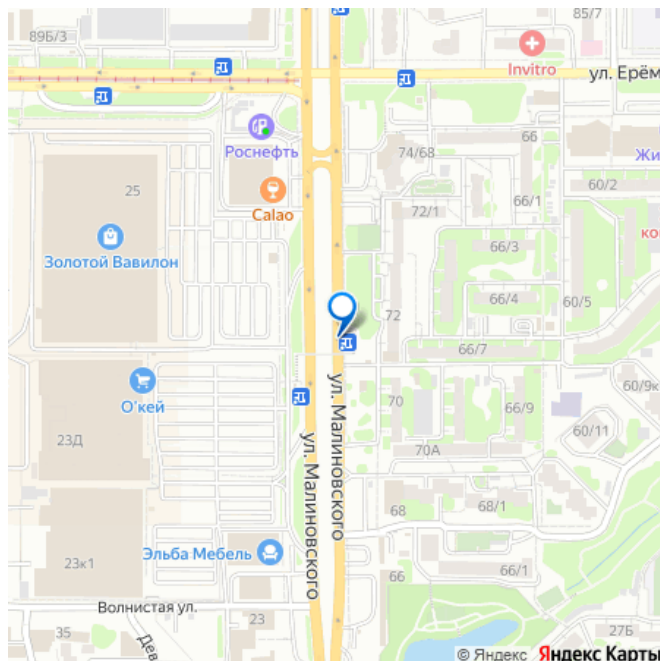 89Б/3
85/7
Invitro
ул. Ерём
Роснефть
66
74/68
Жи
25
Calao
60/2
66/1
72/1
ко
66/3
Золотой Вавилон
66/4
60/5
72
66/7
О'кей
60/9к
70
66/9
23Д
60/11
ул. Малиновского
ул. Малиновского
70А
68
68/1
Эльба Мебель
23к1
66
66/1
Волнистая ул.
23
35
Дев
27Б
© Яндекс Яндекс Карты